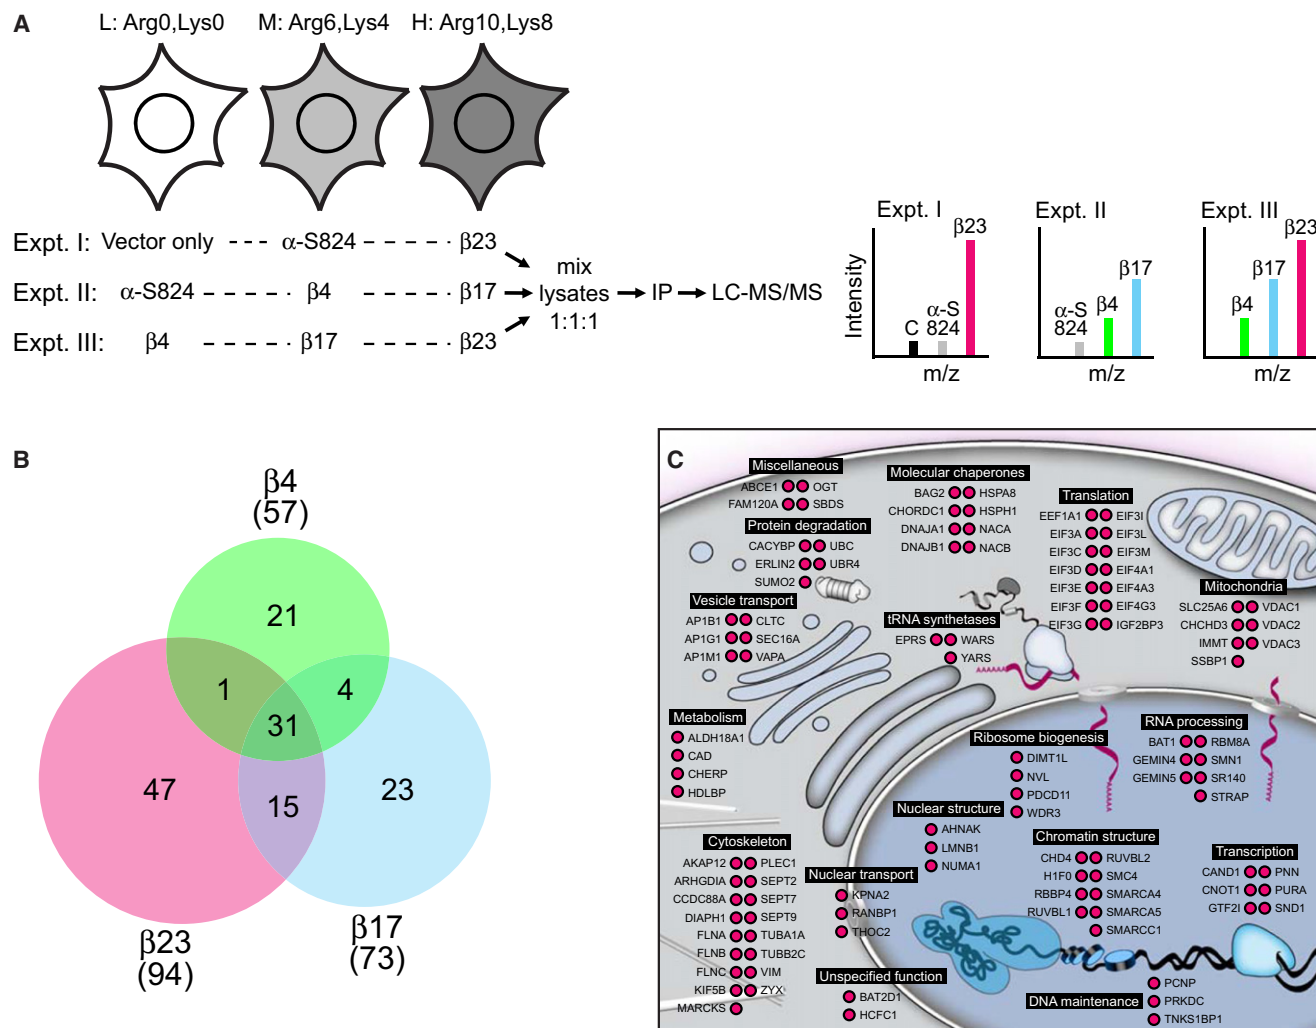 A
L: Arg0,Lys0 M: Arg6,Lys4 H: Arg10,Lys8
Expt. I: Vector only α-S824 β23
Expt. II: α-S824 β4 β17
Expt. III: β4 β17 β23
mix
lysates
1:1:1
IP
LC-MS/MS
Expt. I
Intensity
C
α-S
824
β23
m/z
Expt. II
α-S
824
β4
β17
m/z
Expt. III
β4
β17
β23
m/z
B
β4
(57)
21
1
4
31
47
15
23
β23
(94)
β17
(73)
C
Miscellaneous
ABCE1 OGT
FAM120A SBDS
Protein degradation
CACYBP UBC
ERLIN2 UBR4
SUMO2
Vesicle transport
AP1B1 CLTC
AP1G1 SEC16A
AP1M1 VAPA
Molecular chaperones
BAG2 HSPA8
CHORDC1 HSPH1
DNAJA1 NACA
DNAJB1 NACB
Translation
EEF1A1 EIF3I
EIF3A EIF3L
EIF3C EIF3M
EIF3D EIF4A1
EIF3E EIF4A3
EIF3F EIF4G3
EIF3G IGF2BP3
Mitochondria
SLC25A6 VDAC1
CHCHD3 VDAC2
IMMT VDAC3
SSBP1
tRNA synthetases
EPRS WARS
YARS
Metabolism
ALDH18A1
CAD
CHERP
HDLBP
Ribosome biogenesis
DIMT1L
NVL
PDCD11
WDR3
RNA processing
BAT1 RBM8A
GEMIN4 SMN1
GEMIN5 SR140
STRAP
Nuclear structure
AHNAK
LMNB1
NUMA1
Cytoskeleton
AKAP12 PLEC1
ARHGDIA SEPT2
CCDC88A SEPT7
DIAPH1 SEPT9
FLNA TUBA1A
FLNB TUBB2C
FLNC VIM
KIF5B ZYX
MARCKS
Nuclear transport
KPNA2
RANBP1
THOC2
Chromatin structure
CHD4 RUVBL2
H1F0 SMC4
RBBP4 SMARCA4
RUVBL1 SMARCA5
SMARCC1
Transcription
CAND1 PNN
CNOT1 PURA
GTF2I SND1
Unspecified function
BAT2D1
HCFC1
DNA maintenance
PCNP
PRKDC
TNKS1BP1